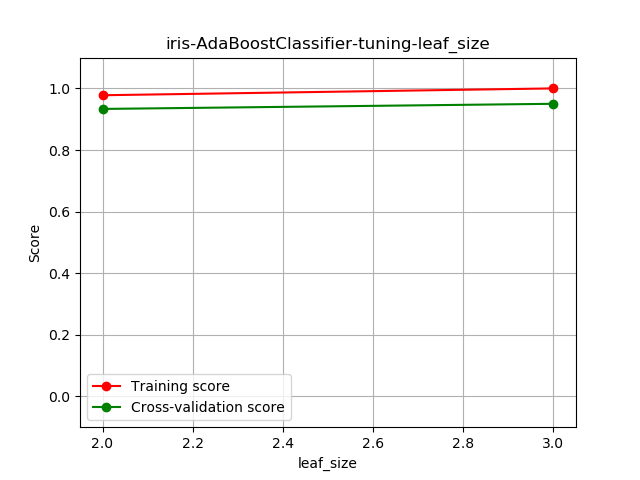 iris-AdaBoostClassifier-tuning-leaf_size
Score
1.0
0.8
0.6
0.4
0.2
0.0
Training score
Cross-validation score
2.0 2.2 2.4 2.6 2.8 3.0
leaf_size